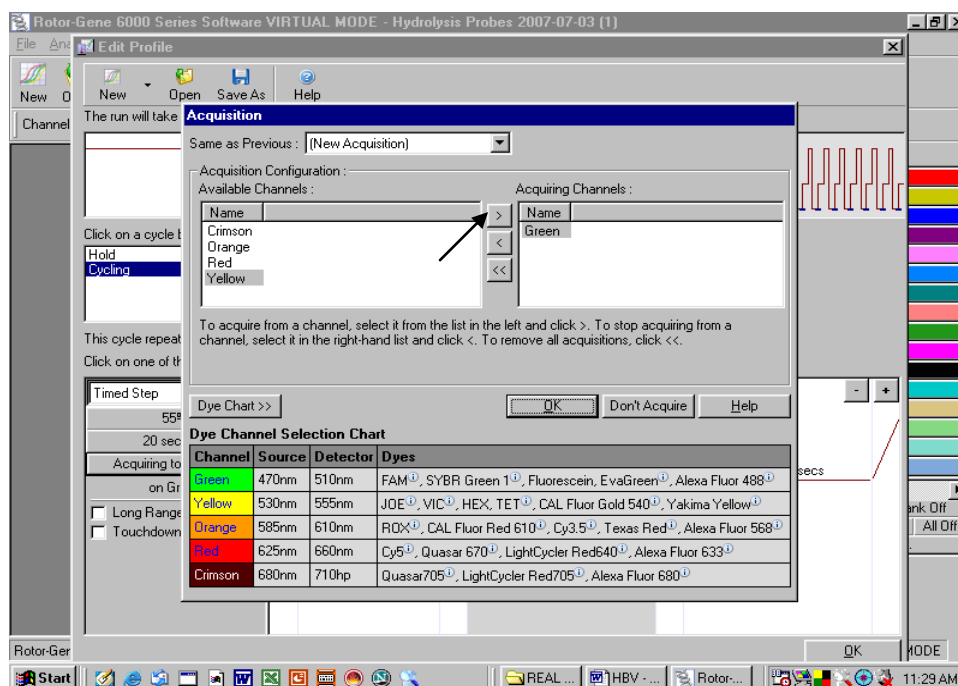 Rotor-Gene 6000 Series Software VIRTUAL MODE - Hydrolysis Probes 2007-07-03 (1)
File Ana
Edit Profile
New
New Open Save As Help
Channel
The run will take
Acquisition
Same as Previous : (New Acquisition)
Acquisition Configuration :
Available Channels : Acquiring Channels :
Name > Name
Crimson Green
Orange <
Red
Yellow <<
Click on a cycle b
Hold
Cycling
To acquire from a channel, select it from the list in the left and click >. To stop acquiring from a
channel, select it in the right-hand list and click <. To remove all acquisitions, click <<.
This cycle repeat
Click on one of th
Timed Step - +
55º
20 sec
Acquiring to
on Gr
Long Range
Touchdown
secs
Dye Chart >> OK Don't Acquire Help
Dye Channel Selection Chart
Channel Source Detector Dyes
Green 470nm 510nm FAM, SYBR Green 1, Fluorescein, EvaGreen, Alexa Fluor 488
Yellow 530nm 555nm JOE, VIC, HEX, TET, CAL Fluor Gold 540, Yakima Yellow
Orange 585nm 610nm ROX, CAL Fluor Red 610, Cy3.5, Texas Red, Alexa Fluor 568
Red 625nm 660nm Cy5, Quasar 670, LightCycler Red640, Alexa Fluor 633
Crimson 680nm 710hp Quasar705, LightCycler Red705, Alexa Fluor 680
ank Off
All Off
OK
Rotor-Ger MODE
Start REAL ... HBV - ... Rotor-... 11:29 AM